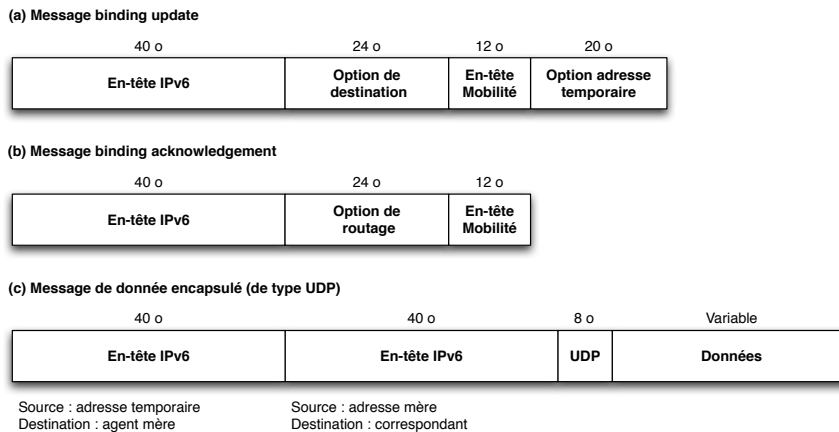 (a) Message binding update
40 o 24 o 12 o 20 o
En-tête IPv6
Option de
destination
En-tête
Mobilité
Option adresse
temporaire
(b) Message binding acknowledgement
40 o 24 o 12 o
En-tête IPv6
Option de
routage
En-tête
Mobilité
(c) Message de donnée encapsulé (de type UDP)
40 o 40 o 8 o Variable
En-tête IPv6 En-tête IPv6 UDP Données
Source : adresse temporaire
Destination : agent mère
Source : adresse mère
Destination : correspondant